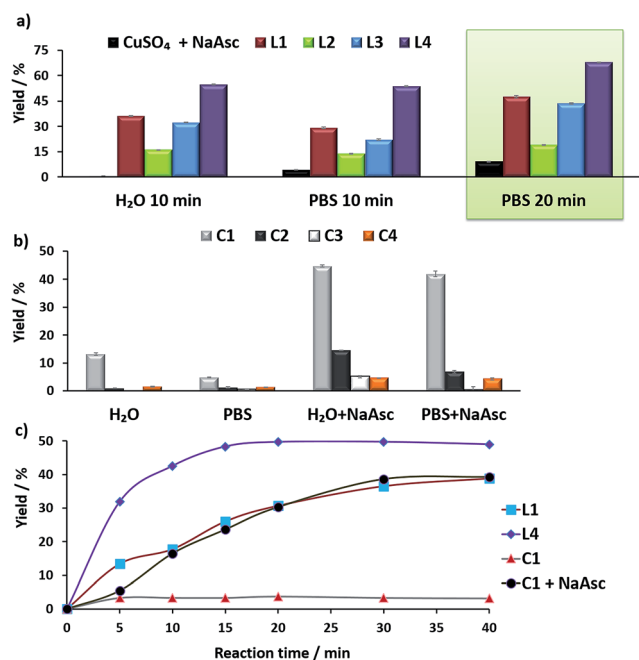 a)
CuSO₄ + NaAsc L1 L2 L3 L4
Yield / %
75
60
45
30
15
0
H₂O 10 min PBS 10 min PBS 20 min
b)
C1 C2 C3 C4
Yield / %
50
40
30
20
10
0
H₂O PBS H₂O+NaAsc PBS+NaAsc
c)
Yield / %
50
40
30
20
10
0
0 5 10 15 20 25 30 35 40
Reaction time / min
L1
L4
C1
C1 + NaAsc